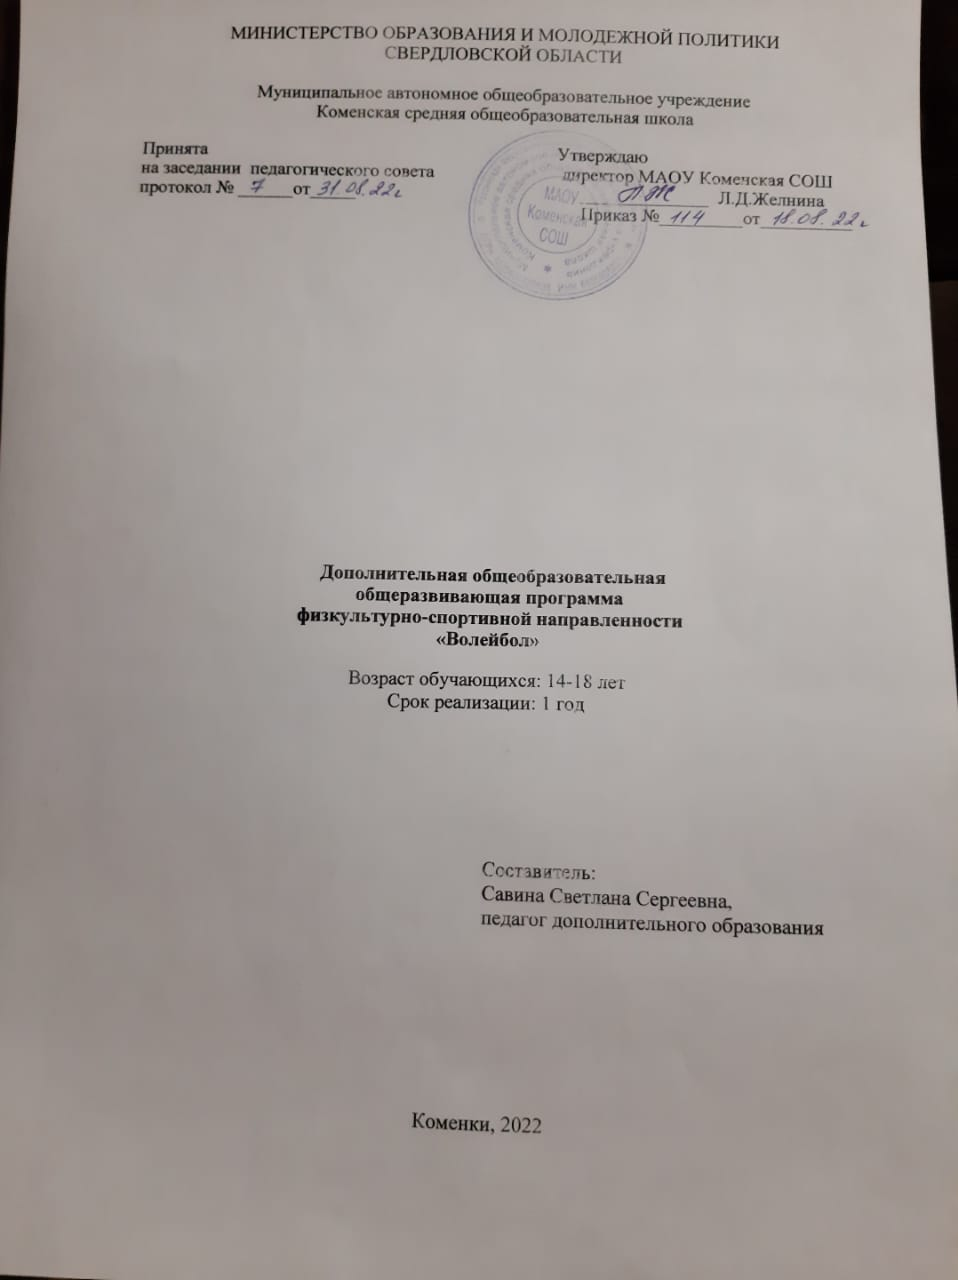 МИНИСТЕРСТВО ОБРАЗОВАНИЯ И МОЛОДЕЖНОЙ ПОЛИТИКИ
СВЕРДЛОВСКОЙ ОБЛАСТИ
Муниципальное автономное общеобразовательное учреждение
Коменская средняя общеобразовательная школа
Принята
на заседании педагогического совета
протокол № 7 от 31.08.22г
Утверждаю
директор МАОУ Коменская СОШ
Л.Д.Желнина
Приказ № 114 от 18.08.22г
МАОУ
Коменская
СОШ
Дополнительная общеобразовательная
общеразвивающая программа
физкультурно-спортивной направленности
«Волейбол»
Возраст обучающихся: 14-18 лет
Срок реализации: 1 год
Составитель:
Савина Светлана Сергеевна,
педагог дополнительного образования
Коменки, 2022